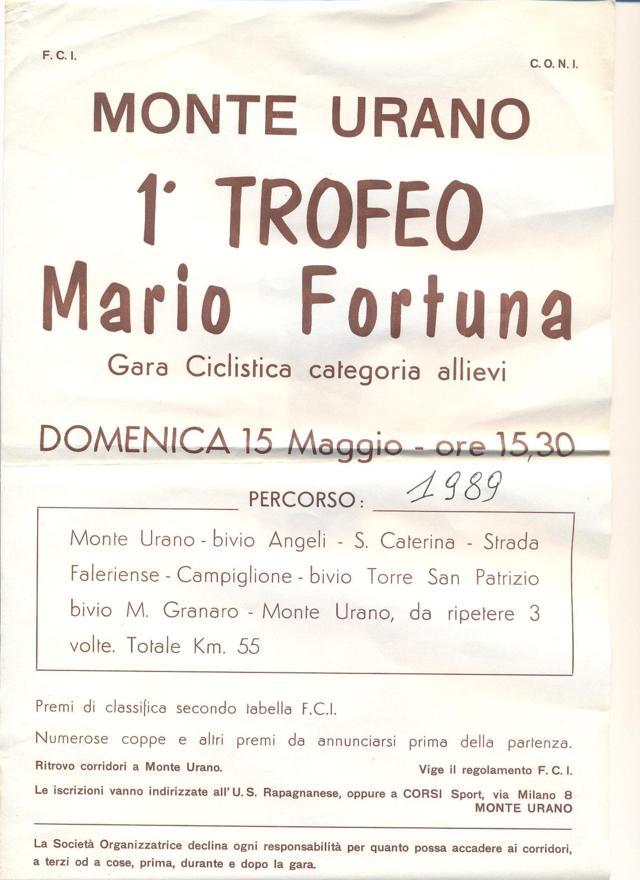 F. C. I.
C. O. N. I.
MONTE URANO
1° TROFEO
Mario Fortuna
Gara Ciclistica categoria allievi
DOMENICA 15 Maggio - ore 15,30
1989
PERCORSO:
Monte Urano - bivio Angeli - S. Caterina - Strada
Faleriense - Campiglione - bivio Torre San Patrizio
bivio M. Granaro - Monte Urano, da ripetere 3
volte. Totale Km. 55
Premi di classifica secondo tabella F.C.I.
Numerose coppe e altri premi da annunciarsi prima della partenza.
Ritrovo corridori a Monte Urano.
Vige il regolamento F. C. I.
Le iscrizioni vanno indirizzate all'U. S. Rapagnanese, oppure a CORSI Sport, via Milano 8
MONTE URANO
La Società Organizzatrice declina ogni responsabilità per quanto possa accadere ai corridori,
a terzi od a cose, prima, durante e dopo la gara.